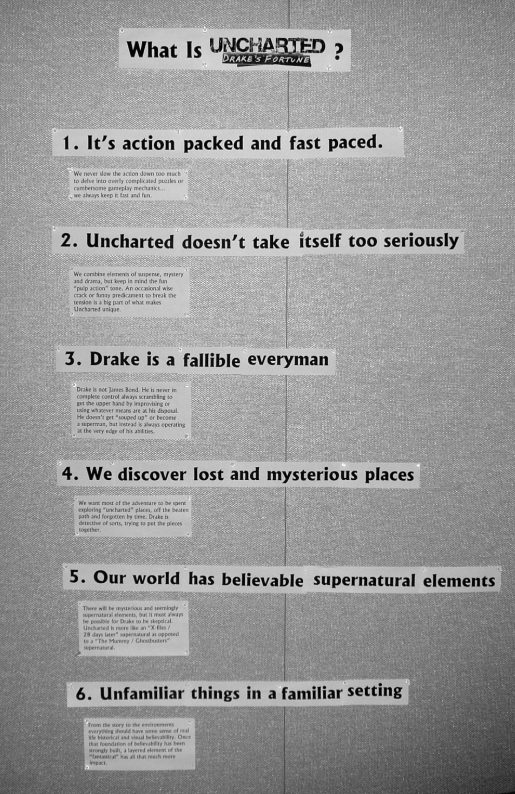 What Is UNCHARTED ?
DRAKE'S FORTUNE
1. It's action packed and fast paced.
We never slow the action down too much
to delve into overly complicated puzzles or
cumbersome gameplay mechanics...
we always keep it fast and fun.
2. Uncharted doesn't take itself too seriously
We combine elements of suspense, mystery
and drama, but keep in mind the fun
"pulp action" tone. An occasional wise
crack or funny predicament to break the
tension is a big part of what makes
Uncharted unique.
3. Drake is a fallible everyman
Drake is not James Bond. He is never in
complete control always scrambling to
get the upper hand by improvising or
using whatever means are at his disposal.
He doesn't get "souped up" or become
a superman, but instead is always operating
at the very edge of his abilities.
4. We discover lost and mysterious places
We want most of the adventure to be spent
exploring "uncharted" places, off the beaten
path and forgotten by time. Drake is
detective of sorts, trying to put the pieces
together.
5. Our world has believable supernatural elements
There will be mysterious and seemingly
supernatural elements, but it must always
be possible for Drake to be skeptical.
Uncharted is more like an "X-files /
28 days later" supernatural as opposed
to a "The Mummy / Ghostbusters"
supernatural.
6. Unfamiliar things in a familiar setting
From the story to the environments
everything should have some sense of real
life historical and visual believability. Once
that foundation of believability has been
strongly built, a layered element of the
"fantastical" has all that much more
impact.